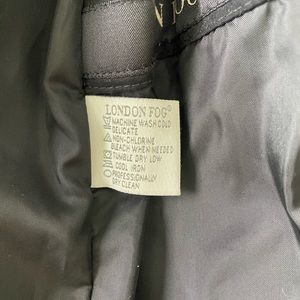 LONDON FOG®
MACHINE WASH COLD
DELICATE
NON-CHLORINE
BLEACH WHEN NEEDED
TUMBLE DRY LOW
COOL IRON
PROFESSIONALLY
DRY CLEAN